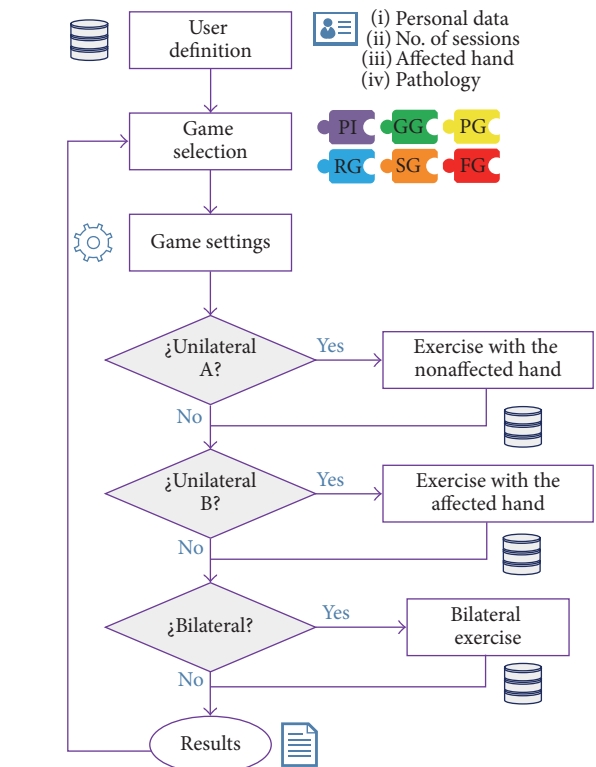 User
definition
(i) Personal data
(ii) No. of sessions
(iii) Affected hand
(iv) Pathology
Game
selection
PI GG PG
RG SG FG
Game settings
¿Unilateral
A?
Yes
Exercise with the
nonaffected hand
No
¿Unilateral
B?
Yes
Exercise with the
affected hand
No
¿Bilateral?
Yes
Bilateral
exercise
No
Results